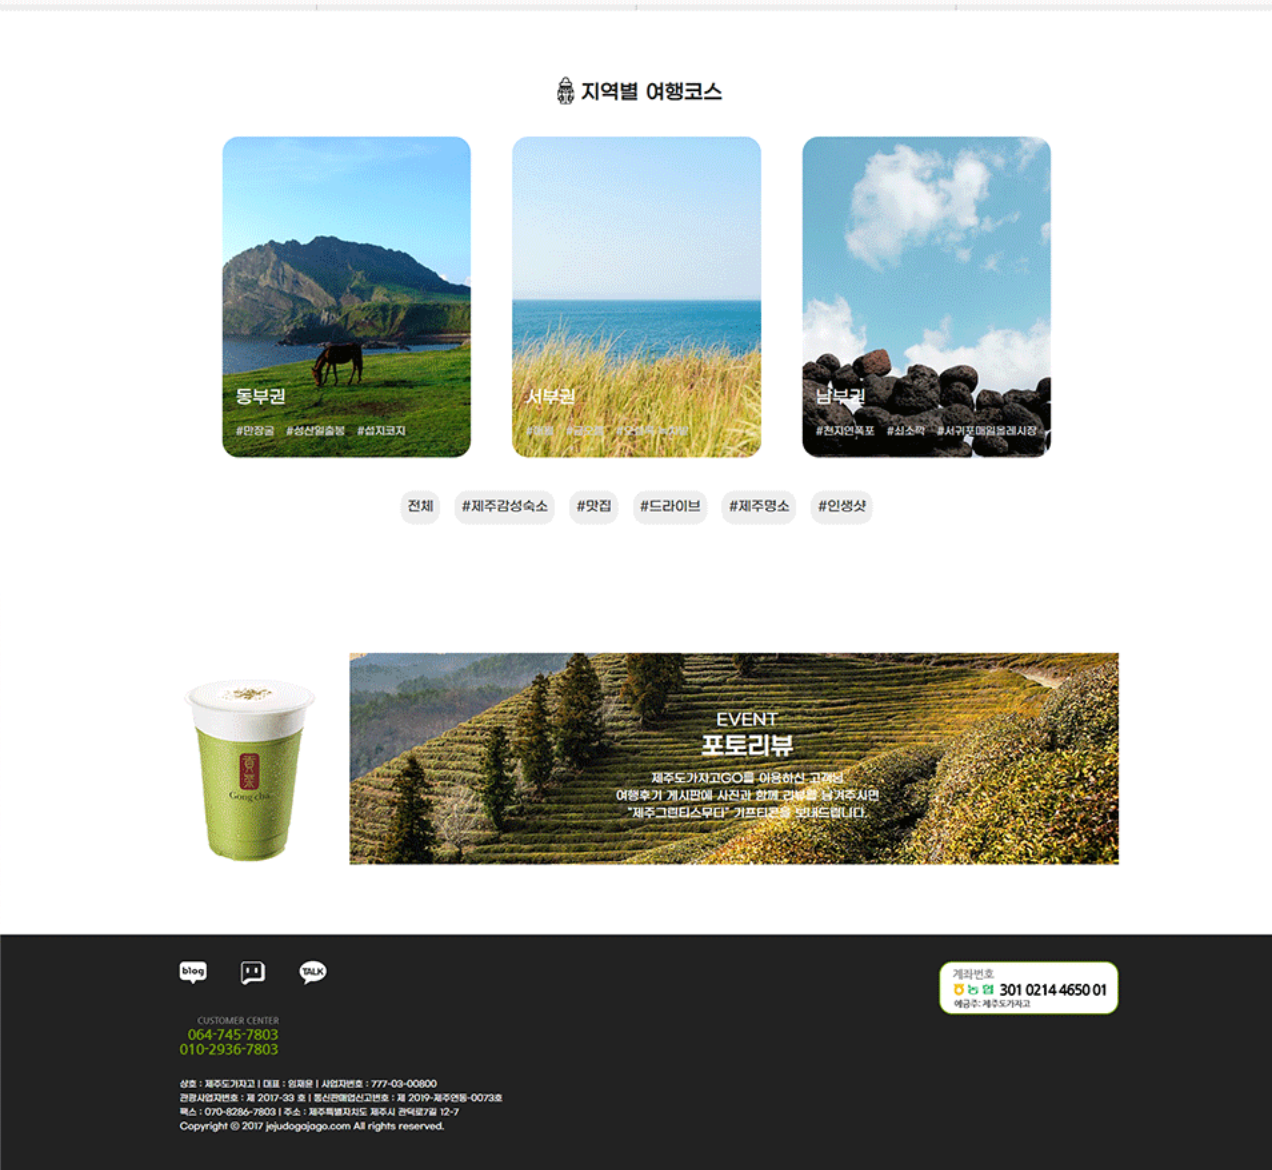 지역별 여행코스
동부권
#만장굴 #성산일출봉 #섭지코지
서부권
남부권
#천지연폭포 #쇠소깍 #서귀포매일올레시장
전체 #제주감성숙소 #맛집 #드라이브 #제주명소 #인생샷
貢茶
Gong cha
EVENT
포토리뷰
제주도가자고GO를 이용하신 고객님
여행후기 게시판에 사진과 함께 리뷰를 남겨주시면
"제주그린티스무디" 기프티콘을 보내드립니다.
blog
TALK
계좌번호
농협 301 0214 4650 01
예금주: 제주도가자고
CUSTOMER CENTER
064-745-7803
010-2936-7803
상호 : 제주도가자고 | 대표 : 임재윤 | 사업자번호 : 777-03-00800
관광사업자번호 : 제 2017-33 호 | 통신판매업신고번호 : 제 2019-제주연동-0073호
팩스 : 070-8286-7803 | 주소 : 제주특별자치도 제주시 관덕로7길 12-7
Copyright © 2017 jejudogajago.com All rights reserved.